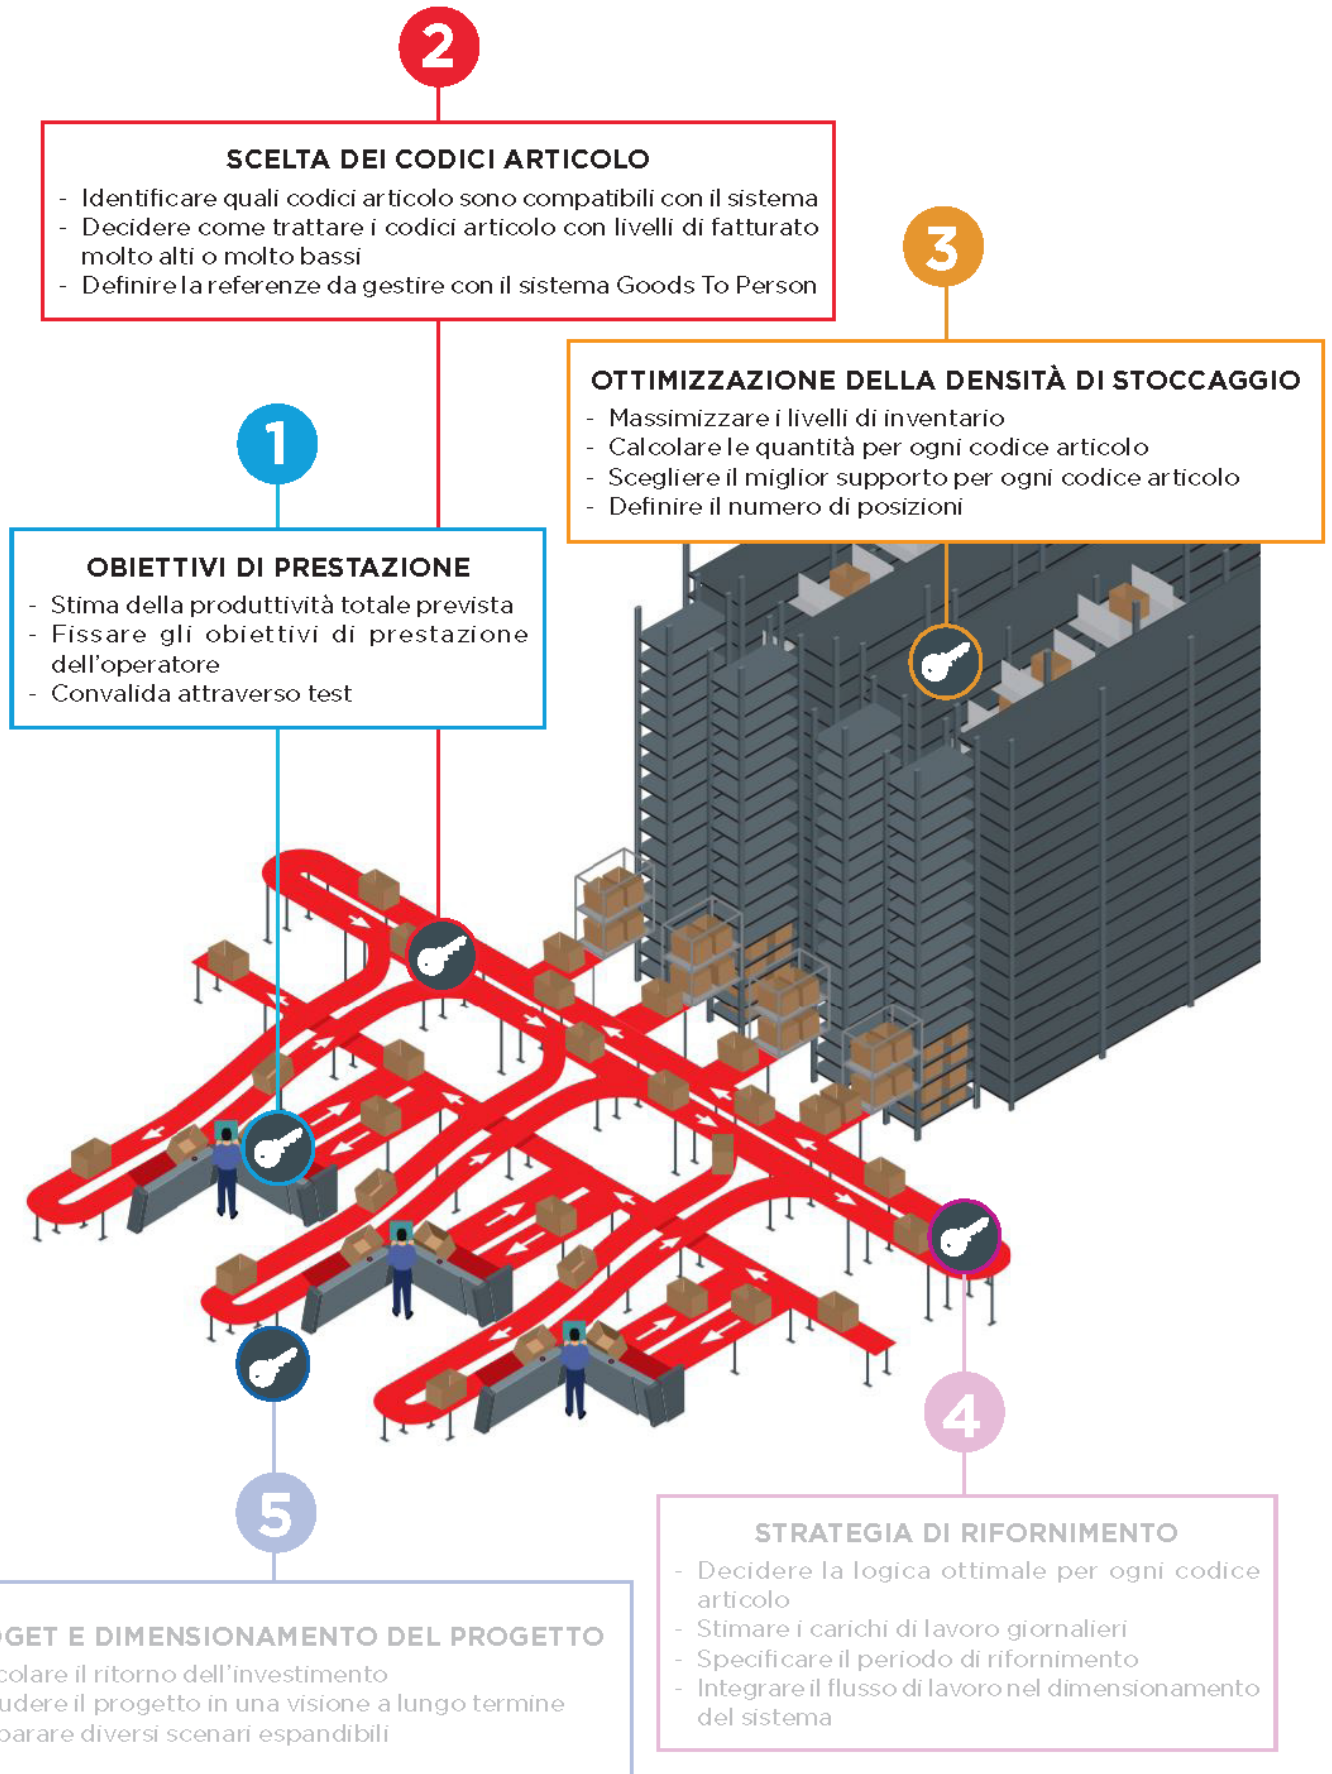 2
SCELTA DEI CODICI ARTICOLO
- Identificare quali codici articolo sono compatibili con il sistema
- Decidere come trattare i codici articolo con livelli di fatturato
molto alti o molto bassi
- Definire la referenze da gestire con il sistema Goods To Person
3
OTTIMIZZAZIONE DELLA DENSITÀ DI STOCCAGGIO
- Massimizzare i livelli di inventario
- Calcolare le quantità per ogni codice articolo
- Scegliere il miglior supporto per ogni codice articolo
- Definire il numero di posizioni
1
OBIETTIVI DI PRESTAZIONE
- Stima della produttività totale prevista
- Fissare gli obiettivi di prestazione
dell'operatore
- Convalida attraverso test
4
STRATEGIA DI RIFORNIMENTO
- Decidere la logica ottimale per ogni codice
articolo
- Stimare i carichi di lavoro giornalieri
- Specificare il periodo di rifornimento
- Integrare il flusso di lavoro nel dimensionamento
del sistema
5
GET E DIMENSIONAMENTO DEL PROGETTO
colare il ritorno dell'investimento
udere il progetto in una visione a lungo termine
parare diversi scenari espandibili